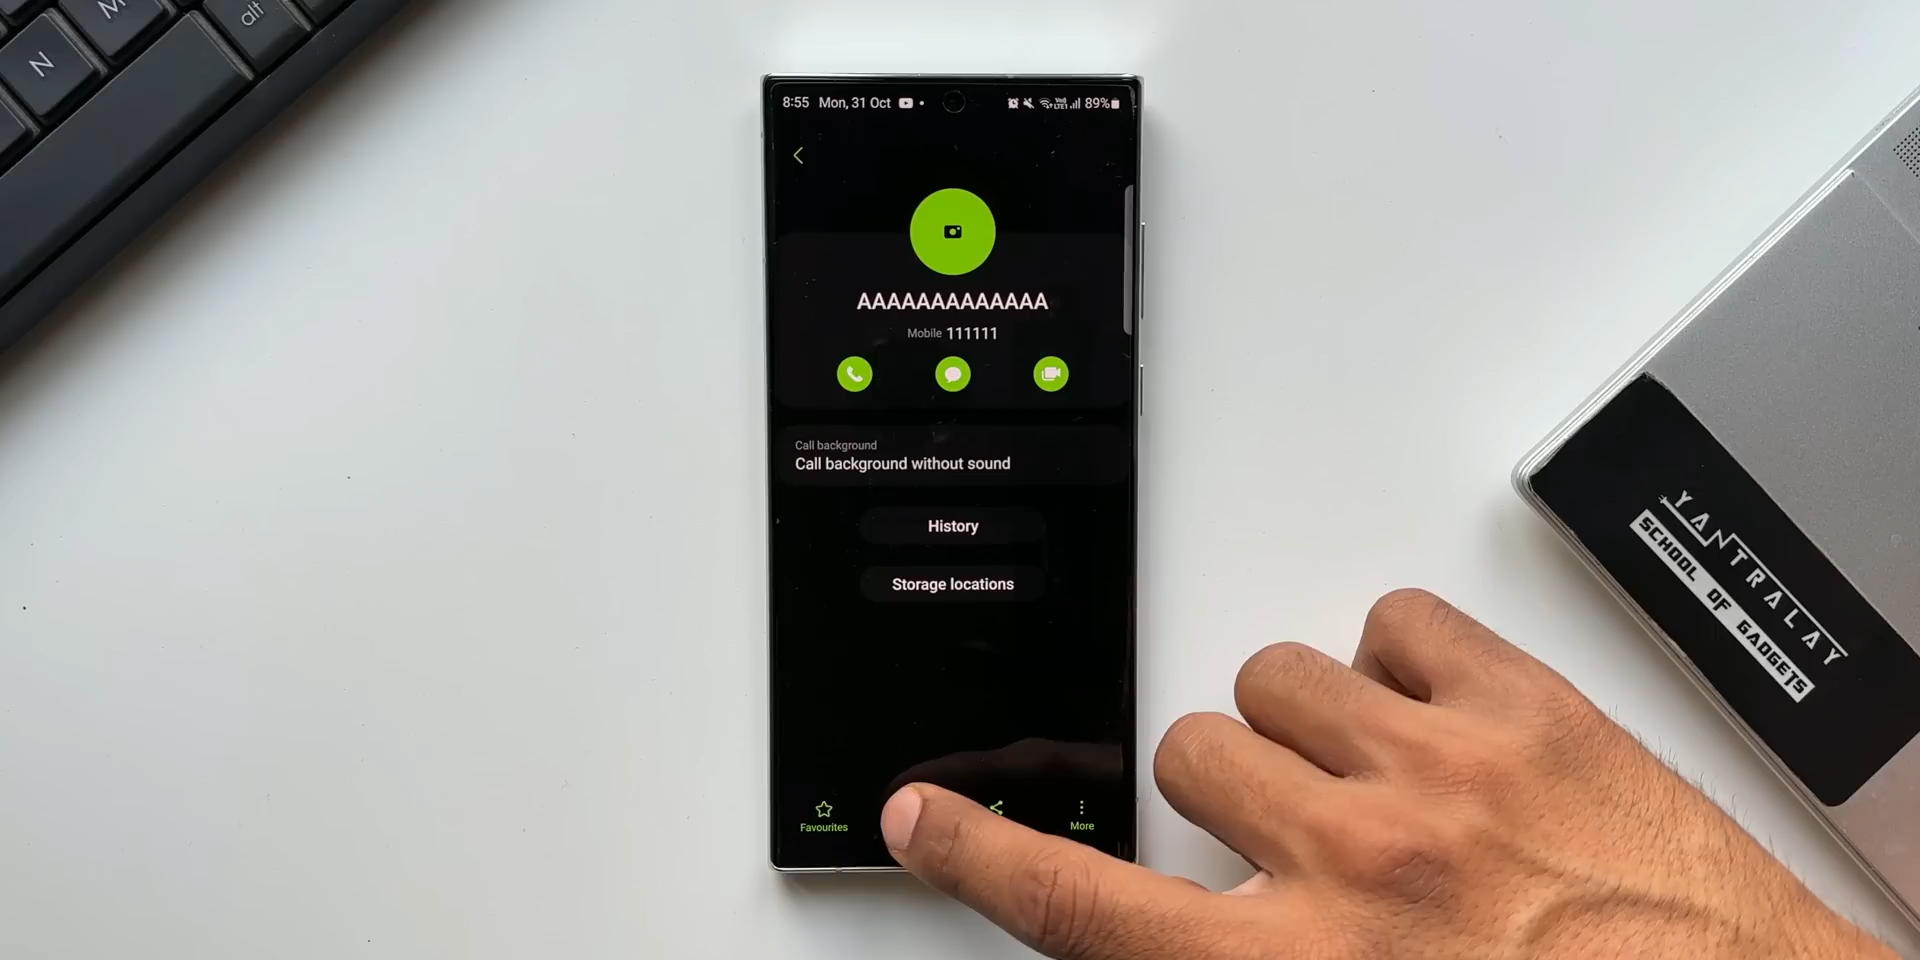 N
M
alt
8:55 Mon, 31 Oct
89%
AAAAAAAAAAAAA
Mobile 111111
Call background
Call background without sound
History
Storage locations
Favourites
More
YANTRALAY
SCHOOL OF GADGETS